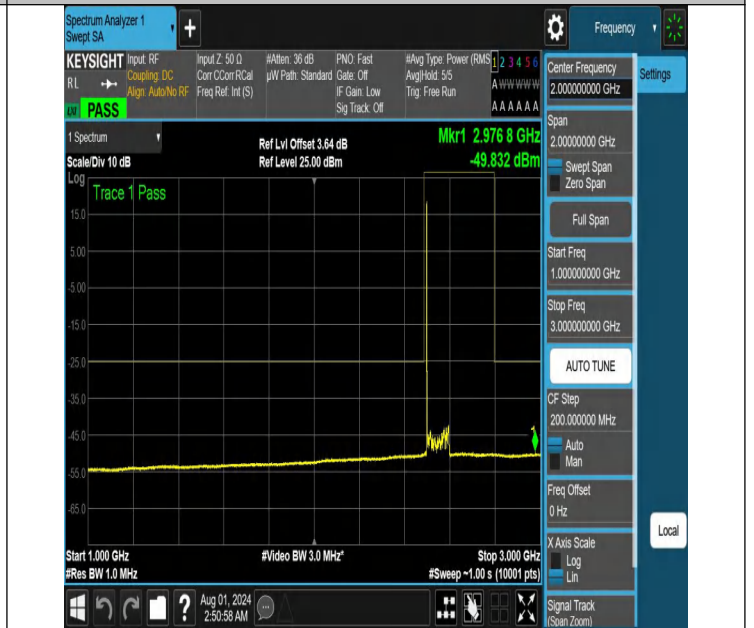 Spectrum Analyzer 1
Swept SA
+
Frequency
KEYSIGHT
RL
LXI
PASS
Input: RF
Coupling: DC
Align: Auto/No RF
Input Z: 50 Ω
Corr CCorr RCal
Freq Ref: Int (S)
#Atten: 36 dB
µW Path: Standard
PNO: Fast
Gate: Off
IF Gain: Low
Sig Track: Off
#Avg Type: Power (RMS
Avg|Hold: 5/5
Trig: Free Run
1 2 3 4 5 6
A W W W W W
A A A A A A
1 Spectrum
Scale/Div 10 dB
Ref Lvl Offset 3.64 dB
Ref Level 25.00 dBm
Mkr1 2.976 8 GHz
-49.832 dBm
Log
Trace 1 Pass
15.0
5.00
-5.00
-15.0
-25.0
-35.0
-45.0
-55.0
-65.0
1
Start 1.000 GHz
#Res BW 1.0 MHz
#Video BW 3.0 MHz*
Stop 3.000 GHz
#Sweep ~1.00 s (10001 pts)
Center Frequency
2.000000000 GHz
Settings
Span
2.00000000 GHz
Swept Span
Zero Span
Full Span
Start Freq
1.000000000 GHz
Stop Freq
3.000000000 GHz
AUTO TUNE
CF Step
200.000000 MHz
Auto
Man
Freq Offset
0 Hz
X Axis Scale
Log
Lin
Local
Signal Track
(Span Zoom)
?
Aug 01, 2024
2:50:58 AM